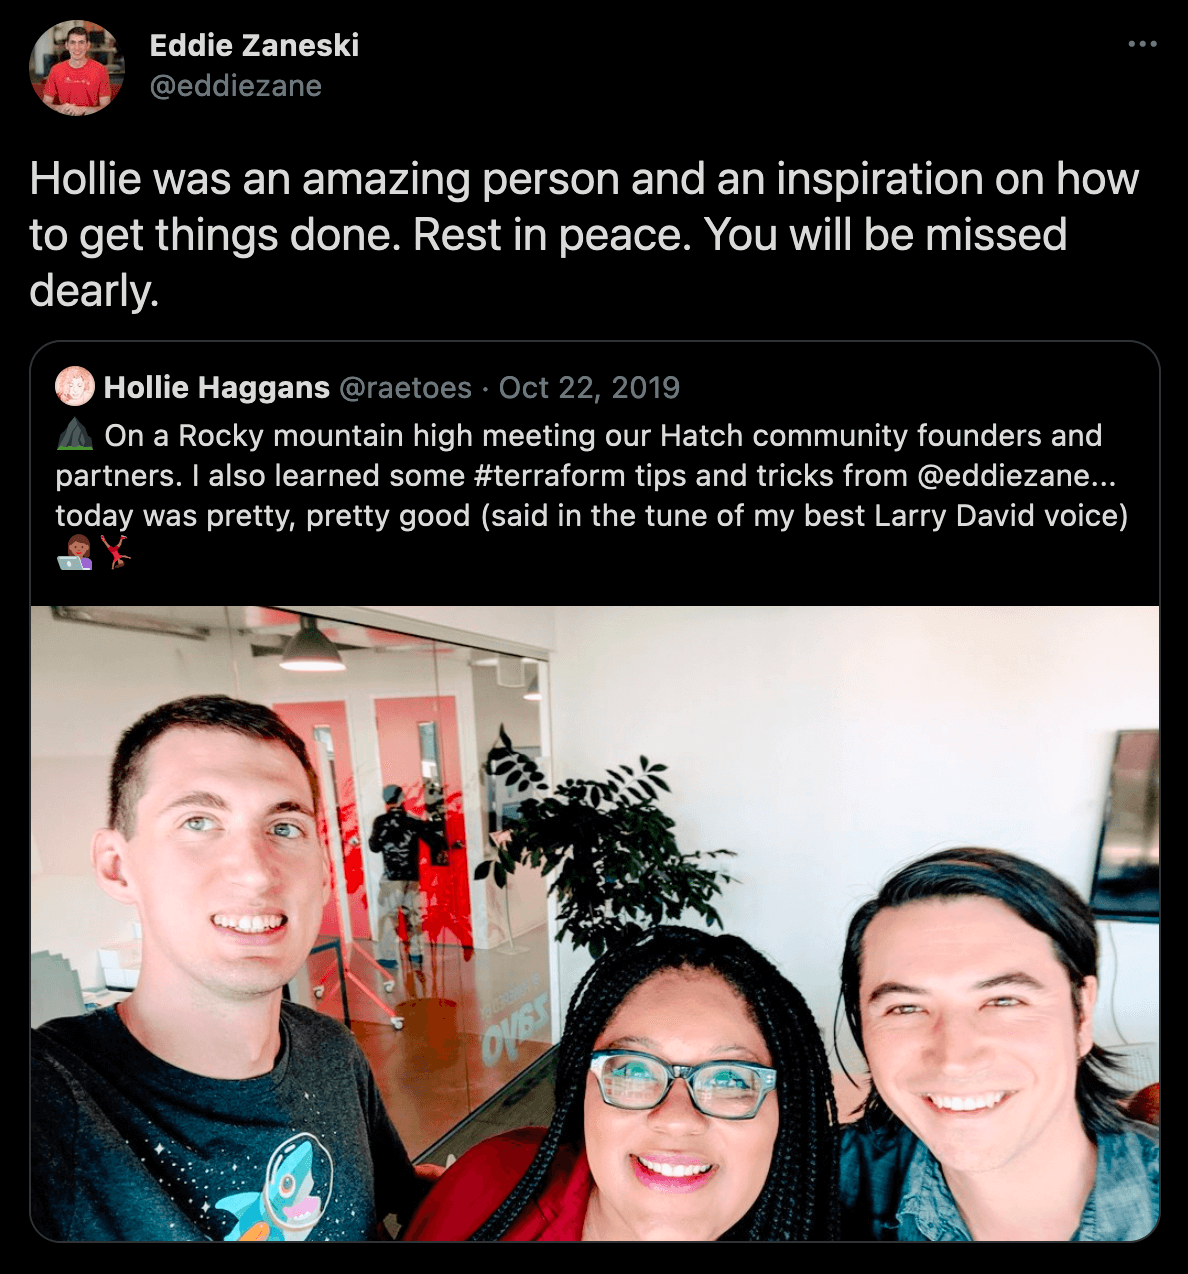 Eddie Zaneski
@eddiezane
Hollie was an amazing person and an inspiration on how
to get things done. Rest in peace. You will be missed
dearly.
Hollie Haggans @raetoes · Oct 22, 2019
⛰️ On a Rocky mountain high meeting our Hatch community founders and
partners. I also learned some #terraform tips and tricks from @eddiezane...
today was pretty, pretty good (said in the tune of my best Larry David voice)
👩🏾‍💻🤸🏾‍♀️
zayo